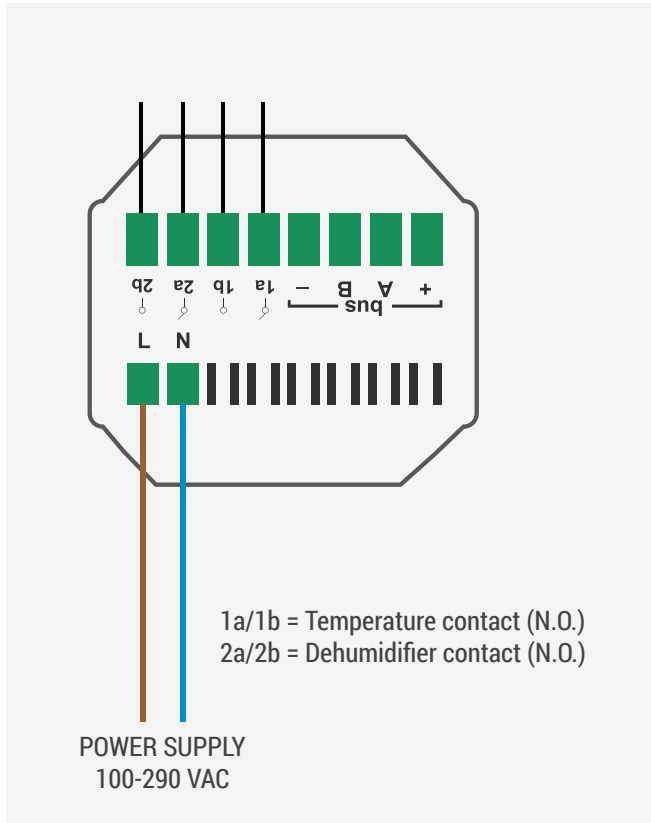 2b 2a 1b 1a − B A +
bus
L N
1a/1b = Temperature contact (N.O.)
2a/2b = Dehumidifier contact (N.O.)
POWER SUPPLY
100-290 VAC